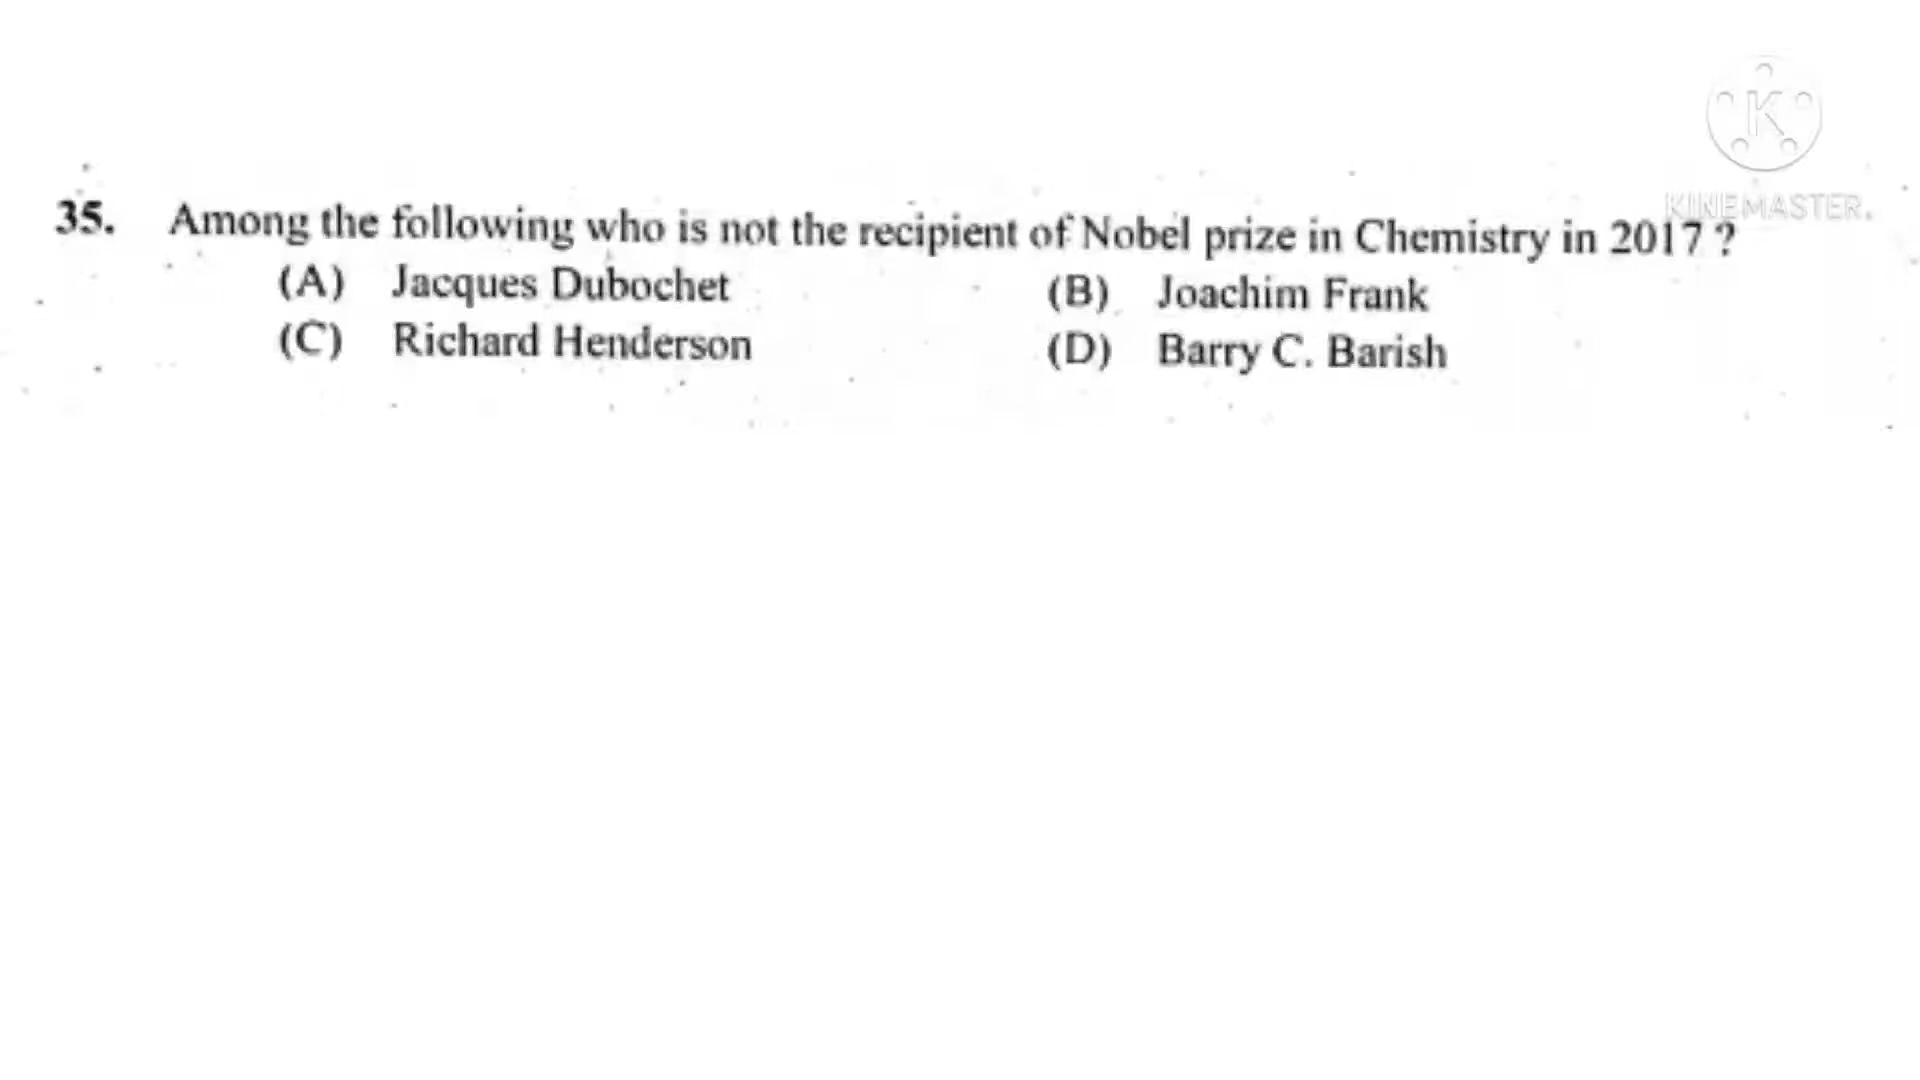 K
KINEMASTER.
35. Among the following who is not the recipient of Nobel prize in Chemistry in 2017 ?
(A) Jacques Dubochet (B) Joachim Frank
(C) Richard Henderson (D) Barry C. Barish